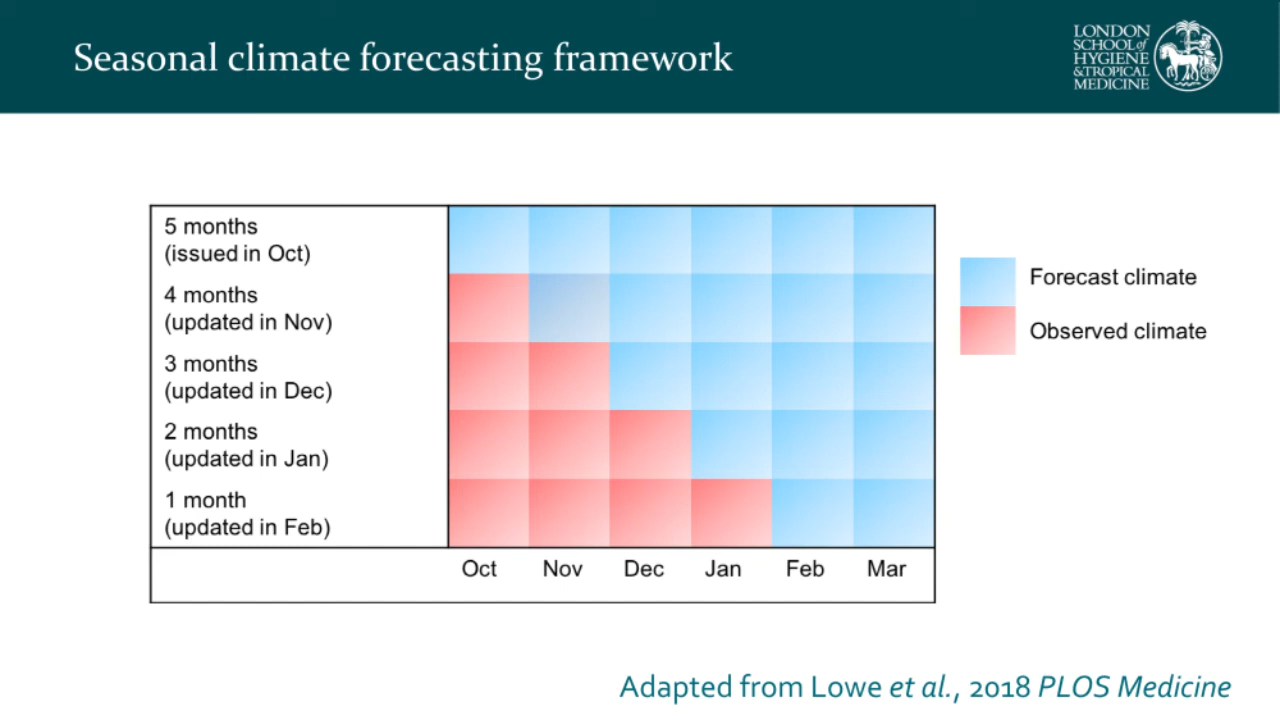 Seasonal climate forecasting framework
LONDON
SCHOOL of
HYGIENE
& TROPICAL
MEDICINE
5 months
(issued in Oct)
4 months
(updated in Nov)
3 months
(updated in Dec)
2 months
(updated in Jan)
1 month
(updated in Feb)
Oct Nov Dec Jan Feb Mar
Forecast climate
Observed climate
Adapted from Lowe et al., 2018 PLOS Medicine